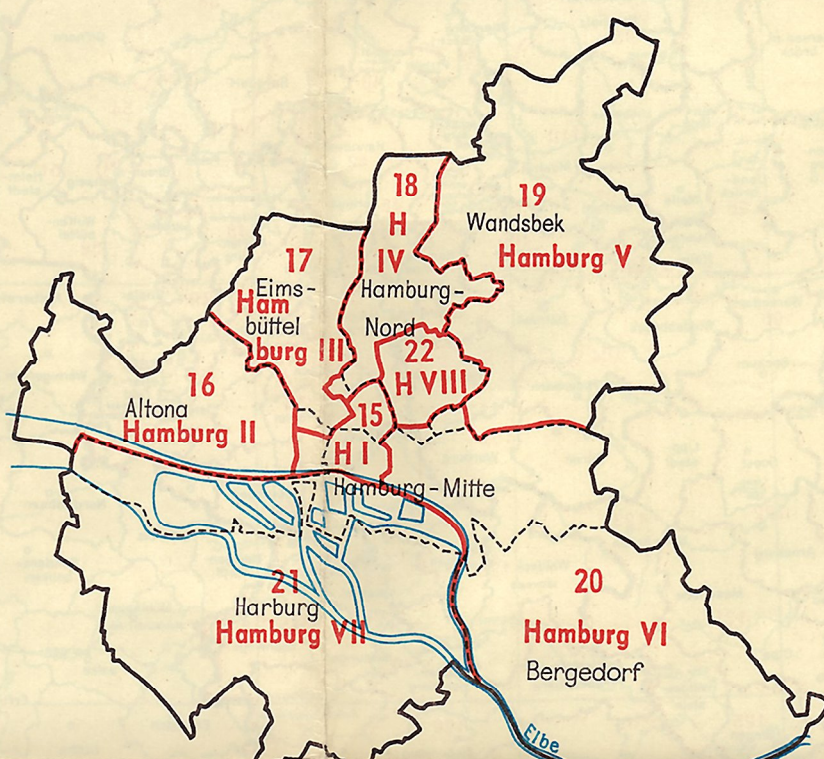 18
H
IV
19
Wandsbek
Hamburg V
17
Eims-
Ham
büttel
burg III
Hamburg-
Nord
22
H VIII
16
Altona
Hamburg II
15
H I
Hamburg-Mitte
21
Harburg
Hamburg VII
20
Hamburg VI
Bergedorf
Elbe